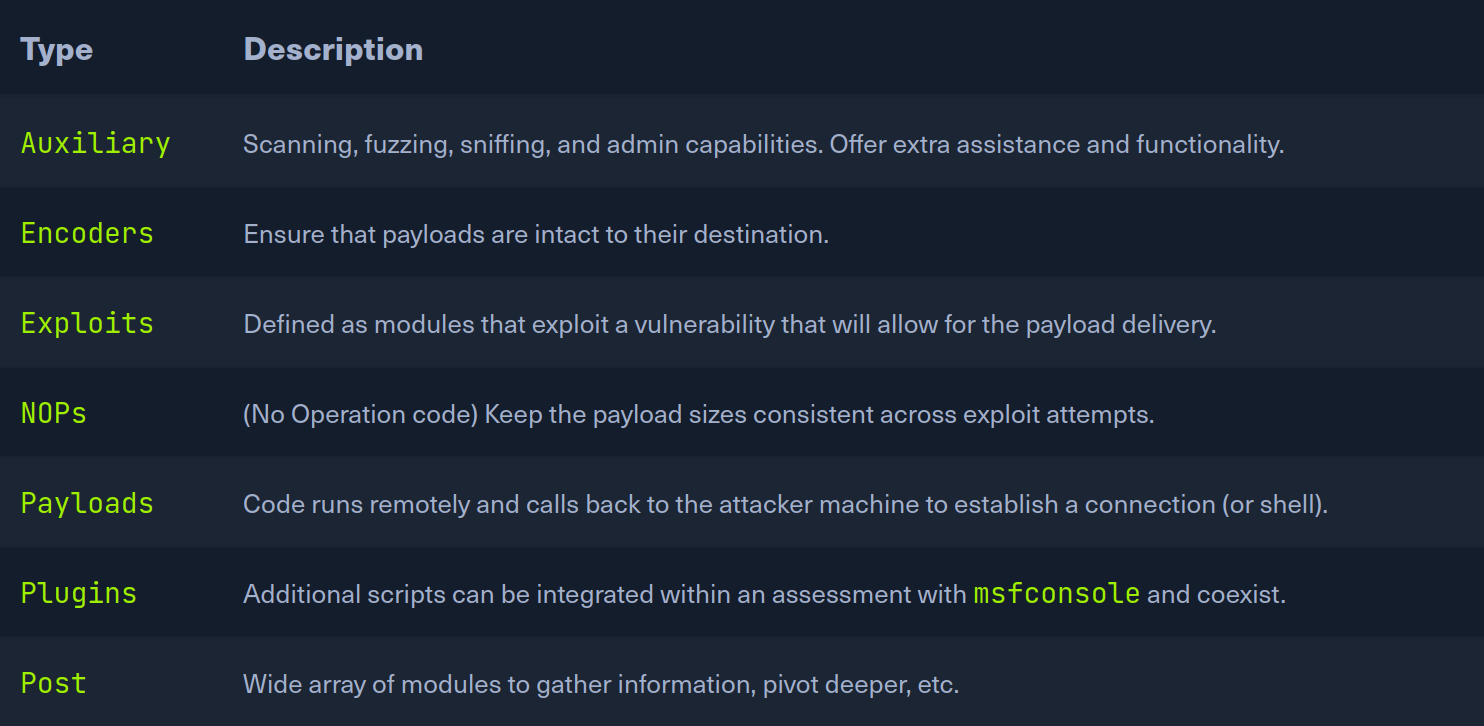 Type Description
Auxiliary Scanning, fuzzing, sniffing, and admin capabilities. Offer extra assistance and functionality.
Encoders Ensure that payloads are intact to their destination.
Exploits Defined as modules that exploit a vulnerability that will allow for the payload delivery.
NOPs (No Operation code) Keep the payload sizes consistent across exploit attempts.
Payloads Code runs remotely and calls back to the attacker machine to establish a connection (or shell).
Plugins Additional scripts can be integrated within an assessment with msfconsole and coexist.
Post Wide array of modules to gather information, pivot deeper, etc.